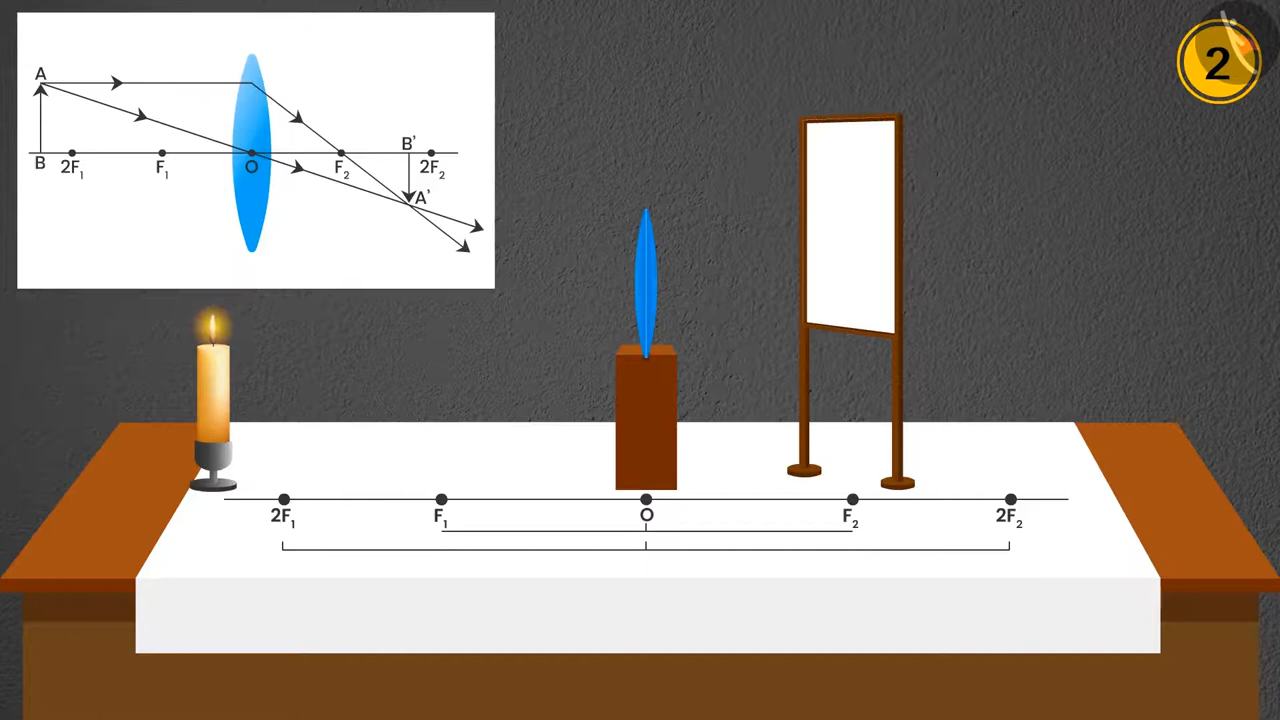 2
A
B'
B 2F₁ F₁ O F₂ 2F₂
A'
2F₁ F₁ O F₂ 2F₂